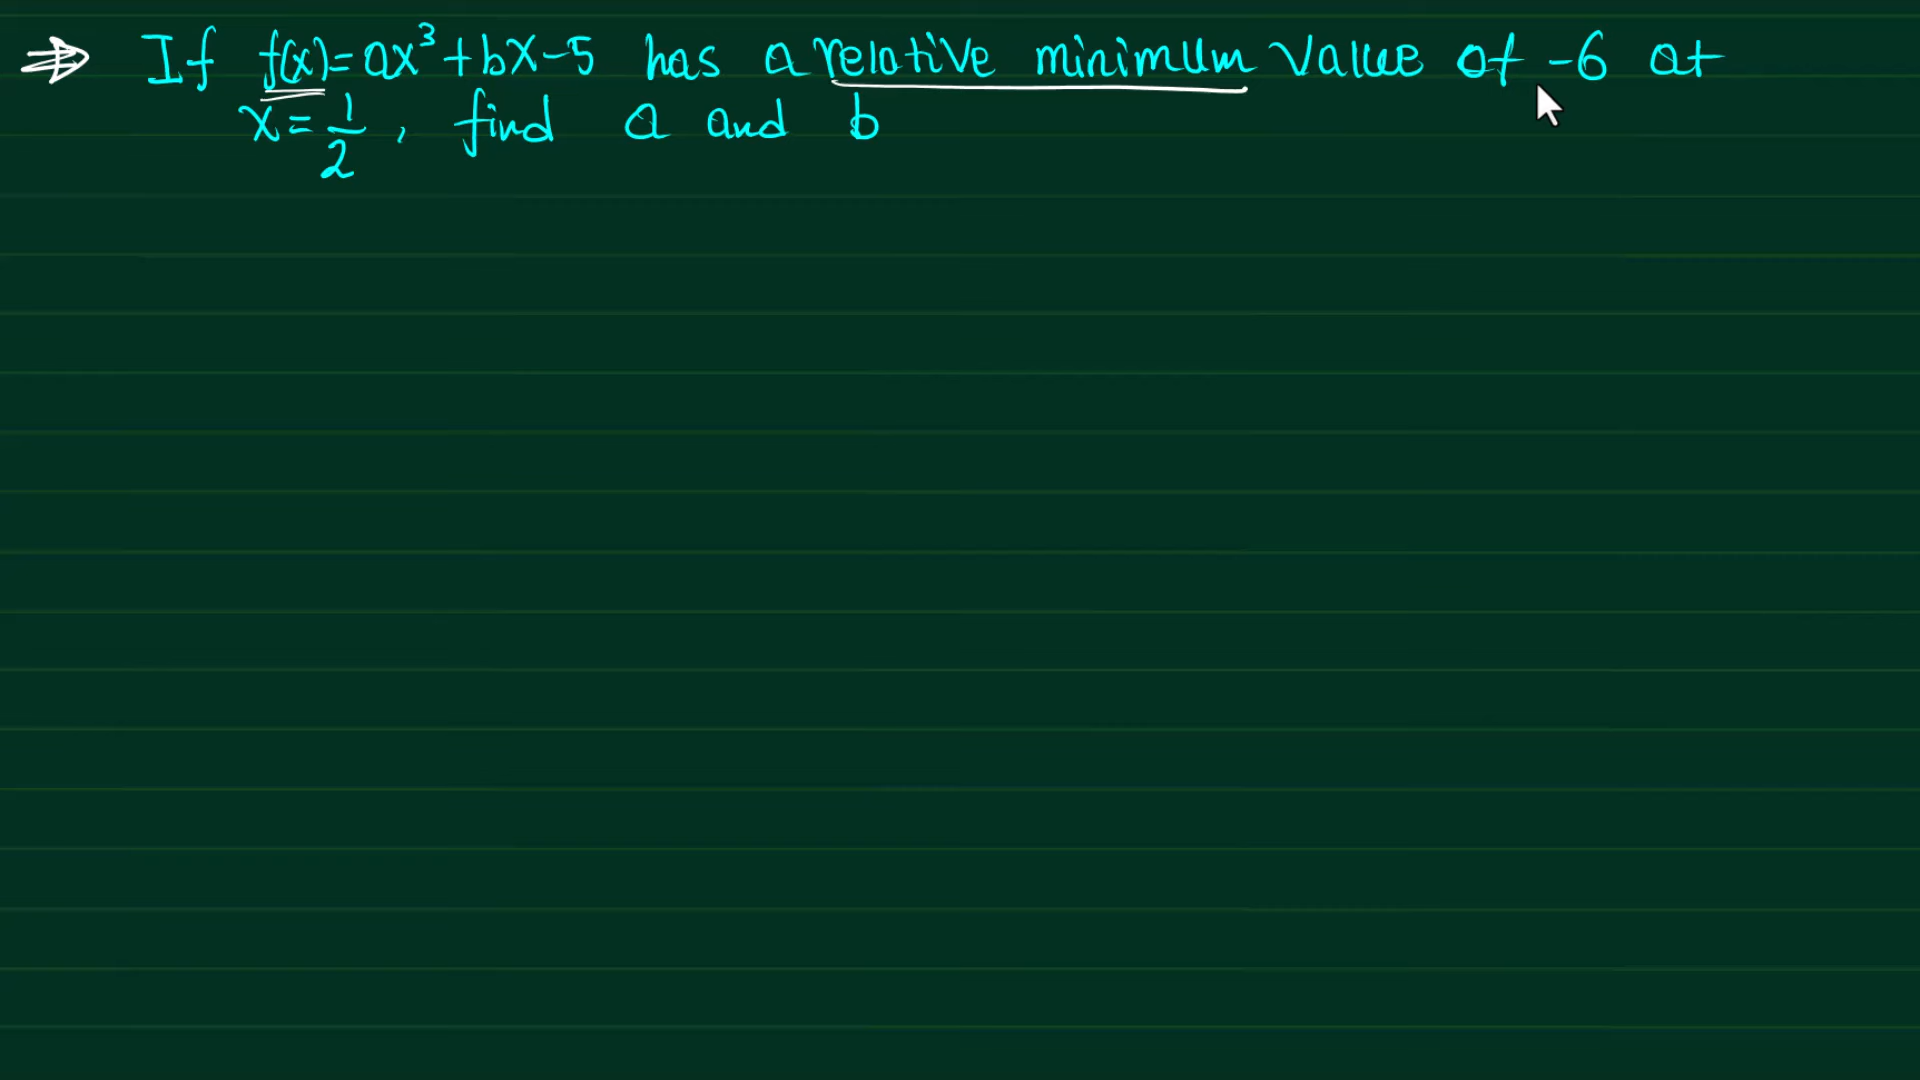 ⇒ If f(x)=ax³+bx-5 has a relative minimum value of -6 at
x=1/2, find a and b